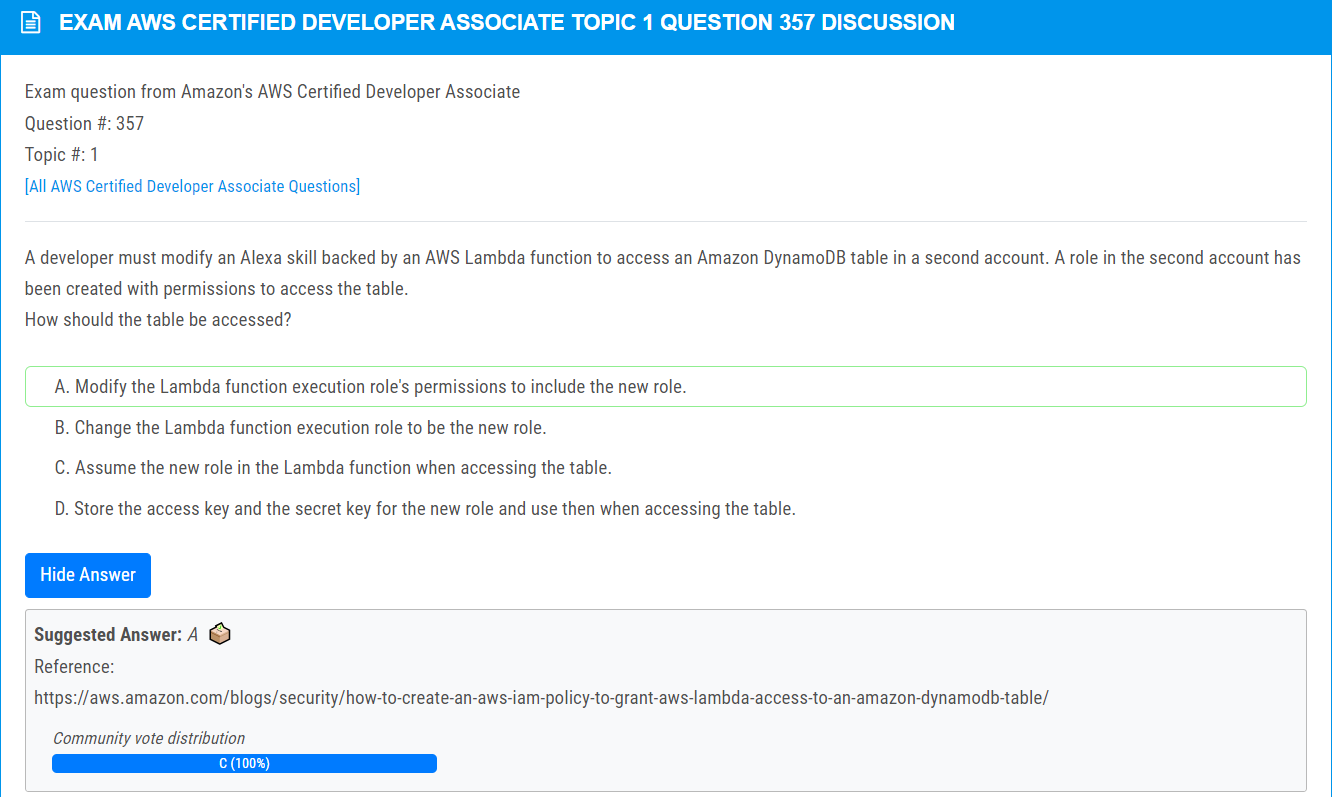 EXAM AWS CERTIFIED DEVELOPER ASSOCIATE TOPIC 1 QUESTION 357 DISCUSSION
Exam question from Amazon's AWS Certified Developer Associate
Question #: 357
Topic #: 1
[All AWS Certified Developer Associate Questions]
A developer must modify an Alexa skill backed by an AWS Lambda function to access an Amazon DynamoDB table in a second account. A role in the second account has
been created with permissions to access the table.
How should the table be accessed?
A. Modify the Lambda function execution role's permissions to include the new role.
B. Change the Lambda function execution role to be the new role.
C. Assume the new role in the Lambda function when accessing the table.
D. Store the access key and the secret key for the new role and use then when accessing the table.
Hide Answer
Suggested Answer: A
Reference:
https://aws.amazon.com/blogs/security/how-to-create-an-aws-iam-policy-to-grant-aws-lambda-access-to-an-amazon-dynamodb-table/
Community vote distribution
C (100%)